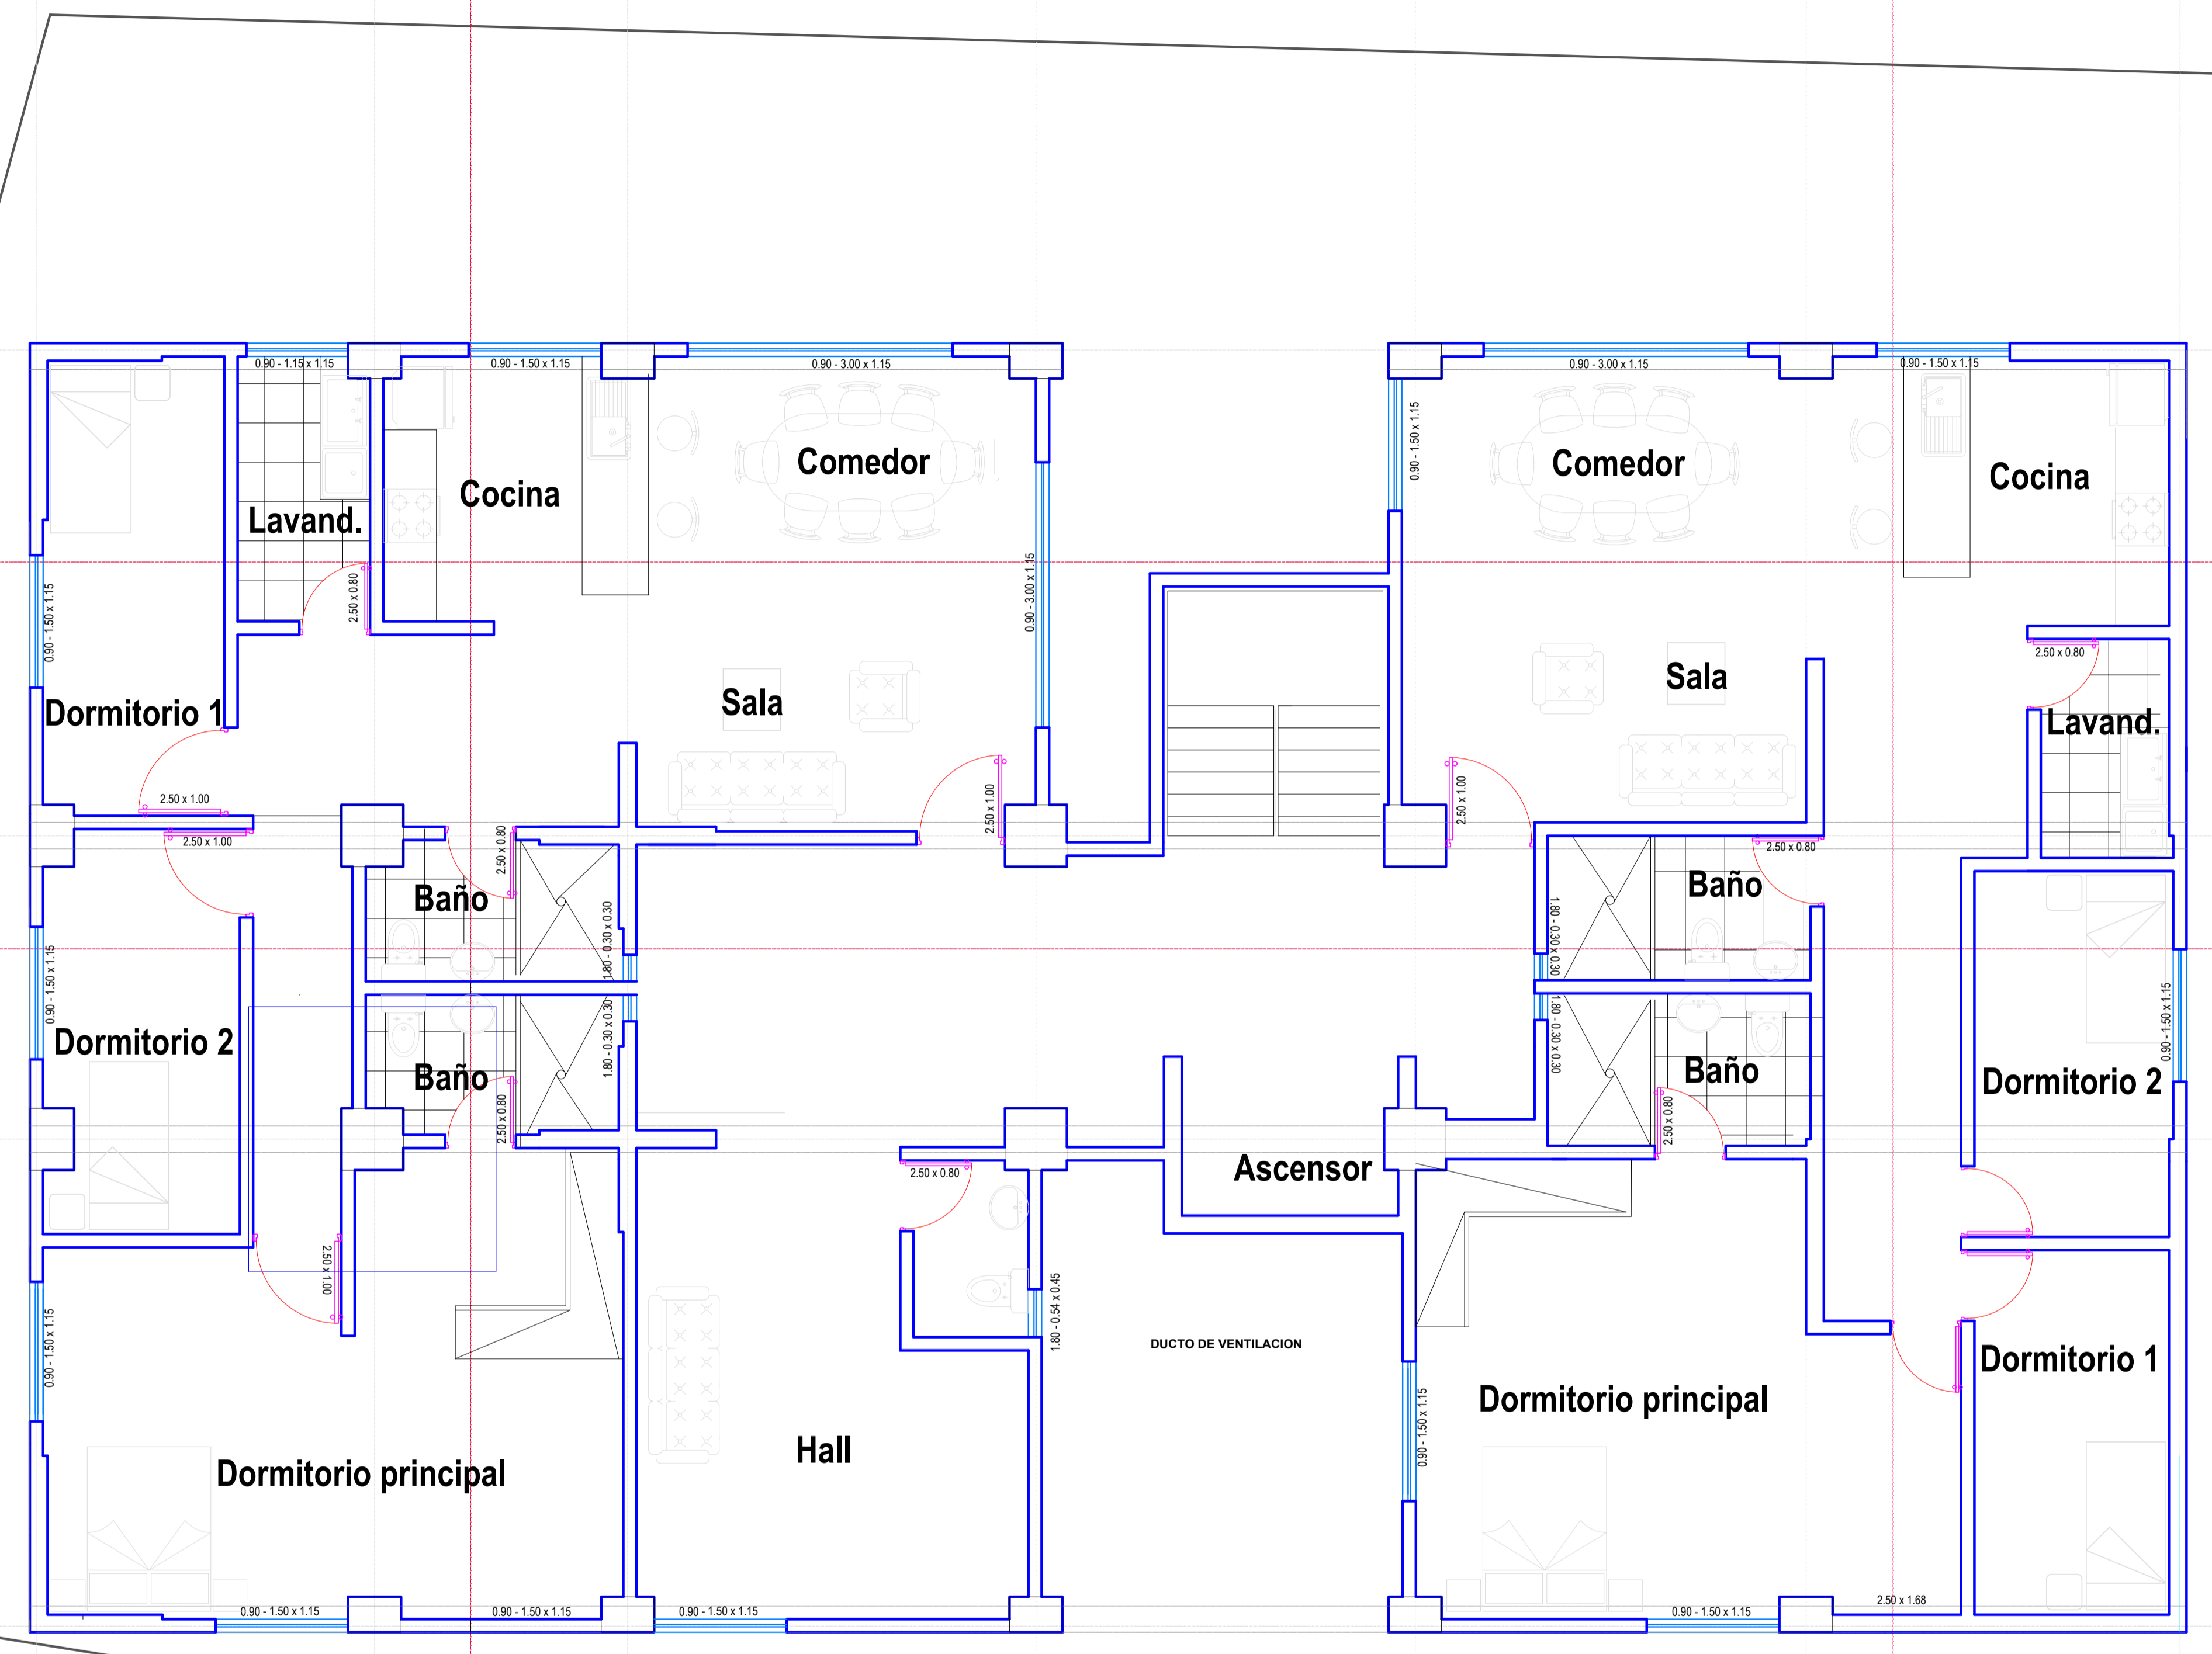 0.90 - 1.15 x 1.15
0.90 - 1.50 x 1.15
0.90 - 3.00 x 1.15
0.90 - 3.00 x 1.15
0.90 - 1.50 x 1.15
0.90 - 1.50 x 1.15
Comedor
Comedor
Cocina
Cocina
Lavand.
2.50 x 0.80
0.90 - 1.50 x 1.15
0.90 - 3.00 x 1.15
2.50 x 0.80
Sala
Sala
Dormitorio 1
Lavand.
2.50 x 1.00
2.50 x 1.00
2.50 x 1.00
2.50 x 1.00
2.50 x 0.80
2.50 x 0.80
Baño
Baño
1.80 - 0.30 x 0.30
1.80 - 0.30 x 0.30
0.90 - 1.50 x 1.15
0.90 - 1.50 x 1.15
Dormitorio 2
1.80 - 0.30 x 0.30
1.80 - 0.30 x 0.30
Baño
Baño
Dormitorio 2
2.50 x 0.80
2.50 x 0.80
Ascensor
2.50 x 0.80
2.50 x 1.00
1.80 - 0.54 x 0.45
0.90 - 1.50 x 1.15
DUCTO DE VENTILACION
Dormitorio 1
Dormitorio principal
0.90 - 1.50 x 1.15
Hall
Dormitorio principal
0.90 - 1.50 x 1.15
0.90 - 1.50 x 1.15
0.90 - 1.50 x 1.15
0.90 - 1.50 x 1.15
2.50 x 1.68